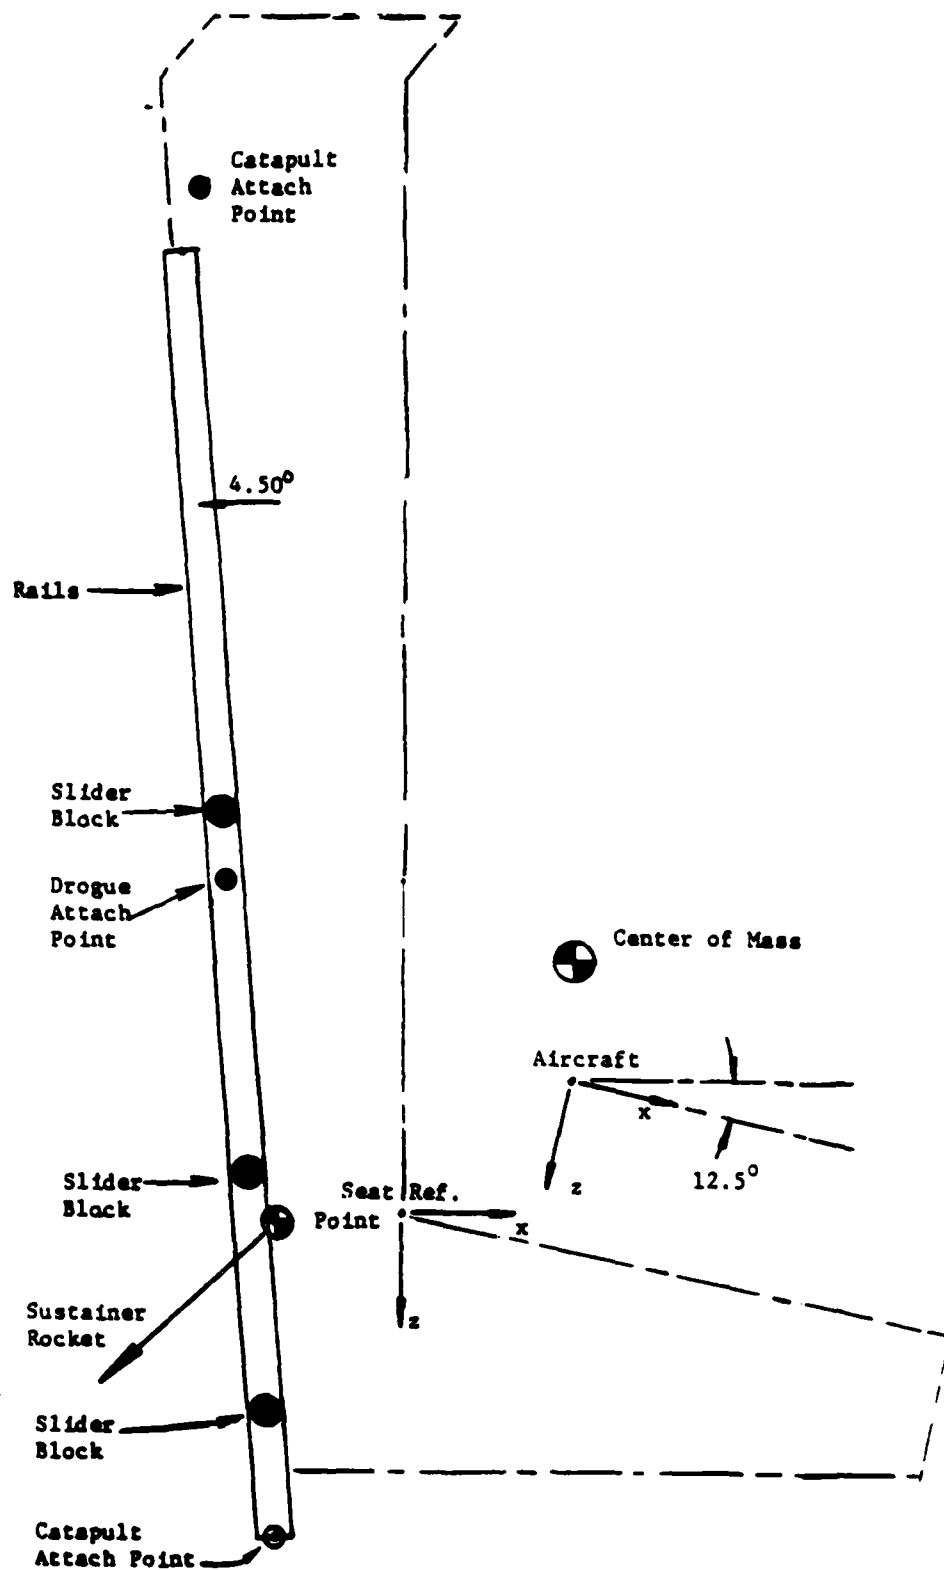 Catapult
Attach
Point
4.50°
Rails
Slider
Block
Drogue
Attach
Point
Center of Mass
Aircraft
x
z
12.5°
Slider
Block
Seat Ref.
Point
x
z
Sustainer
Rocket
Slider
Block
Catapult
Attach Point